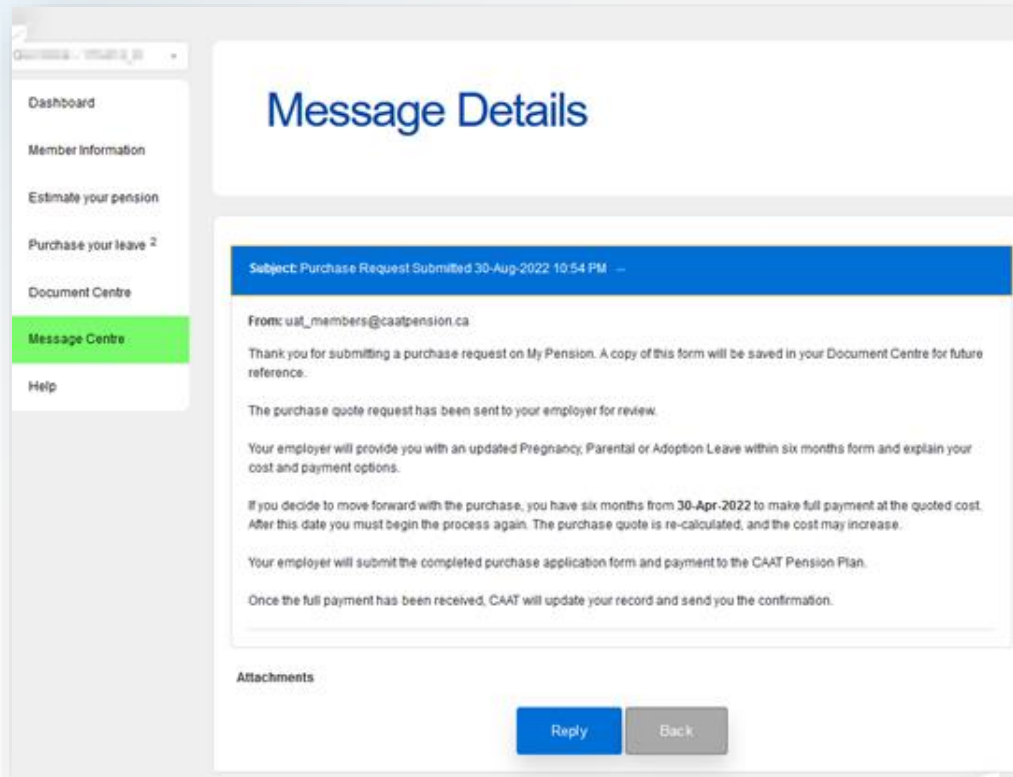 Dashboard
Member Information
Estimate your pension
Purchase your leave 2
Document Centre
Message Centre
Help
Message Details
Subject: Purchase Request Submitted 30-Aug-2022 10:54 PM –
From: uat_members@caatpension.ca
Thank you for submitting a purchase request on My Pension. A copy of this form will be saved in your Document Centre for future
reference.
The purchase quote request has been sent to your employer for review.
Your employer will provide you with an updated Pregnancy, Parental or Adoption Leave within six months form and explain your
cost and payment options.
If you decide to move forward with the purchase, you have six months from 30-Apr-2022 to make full payment at the quoted cost.
After this date you must begin the process again. The purchase quote is re-calculated, and the cost may increase.
Your employer will submit the completed purchase application form and payment to the CAAT Pension Plan.
Once the full payment has been received, CAAT will update your record and send you the confirmation.
Attachments
Reply
Back